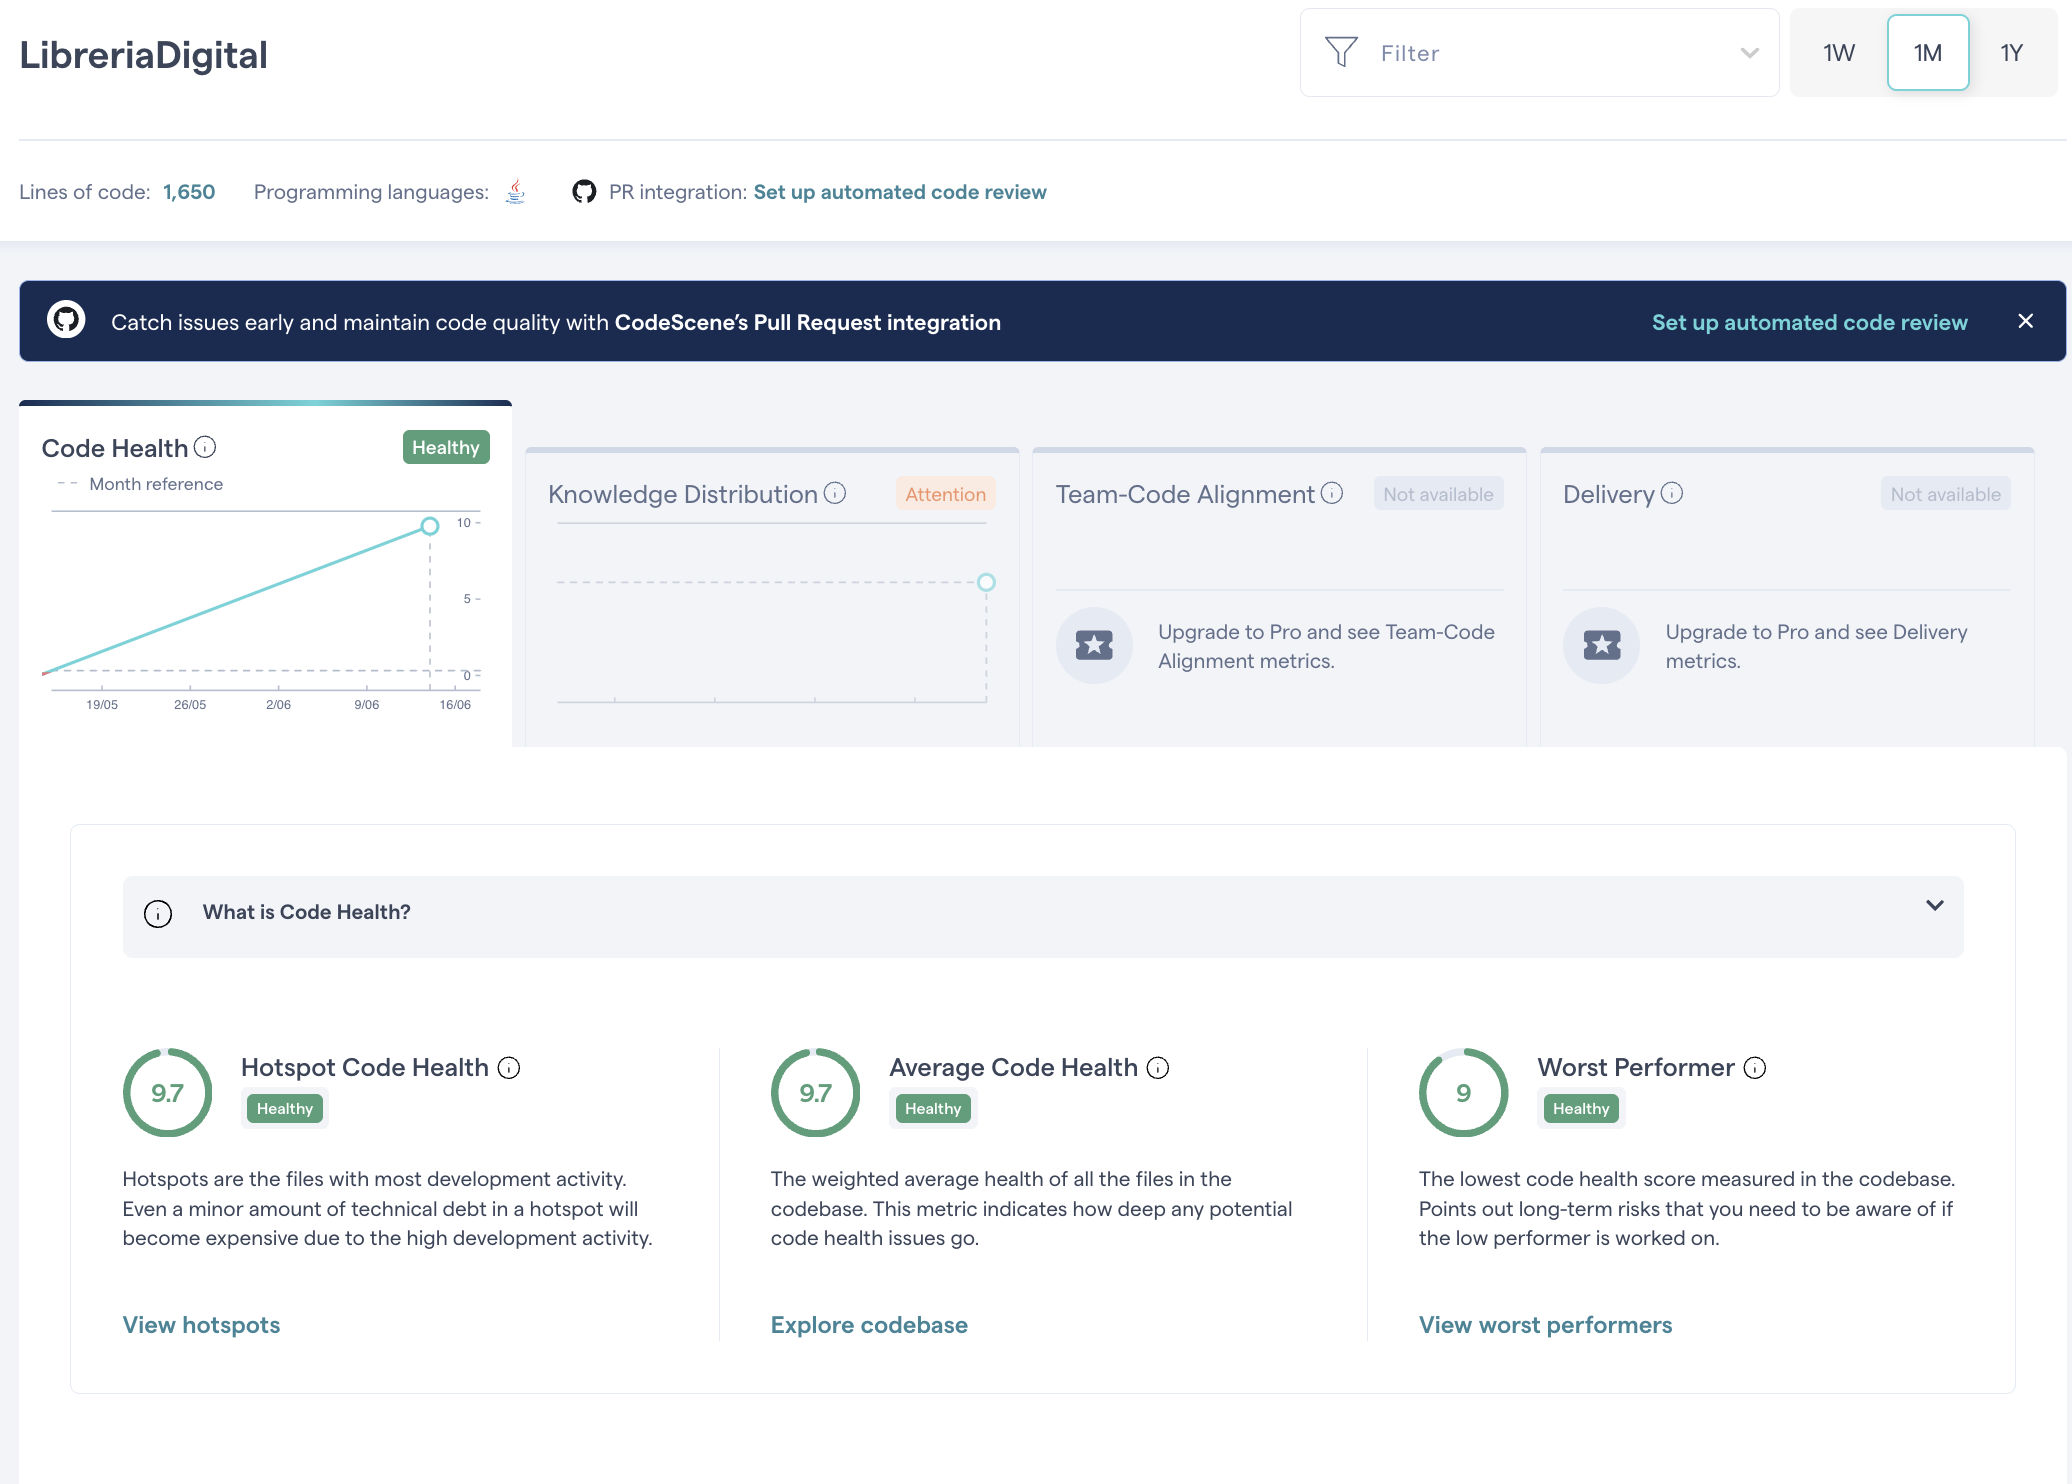 LibreriaDigital
Filter
1W 1M 1Y
Lines of code: 1,650 Programming languages: PR integration: Set up automated code review
Catch issues early and maintain code quality with CodeScene's Pull Request integration Set up automated code review
Code Health Healthy
Month reference
10
5
0
19/05 26/05 2/06 9/06 16/06
Knowledge Distribution Attention
Team-Code Alignment Not available
Upgrade to Pro and see Team-Code
Alignment metrics.
Delivery Not available
Upgrade to Pro and see Delivery
metrics.
What is Code Health?
9.7 Hotspot Code Health
Healthy
Hotspots are the files with most development activity.
Even a minor amount of technical debt in a hotspot will
become expensive due to the high development activity.
View hotspots
9.7 Average Code Health
Healthy
The weighted average health of all the files in the
codebase. This metric indicates how deep any potential
code health issues go.
Explore codebase
9 Worst Performer
Healthy
The lowest code health score measured in the codebase.
Points out long-term risks that you need to be aware of if
the low performer is worked on.
View worst performers